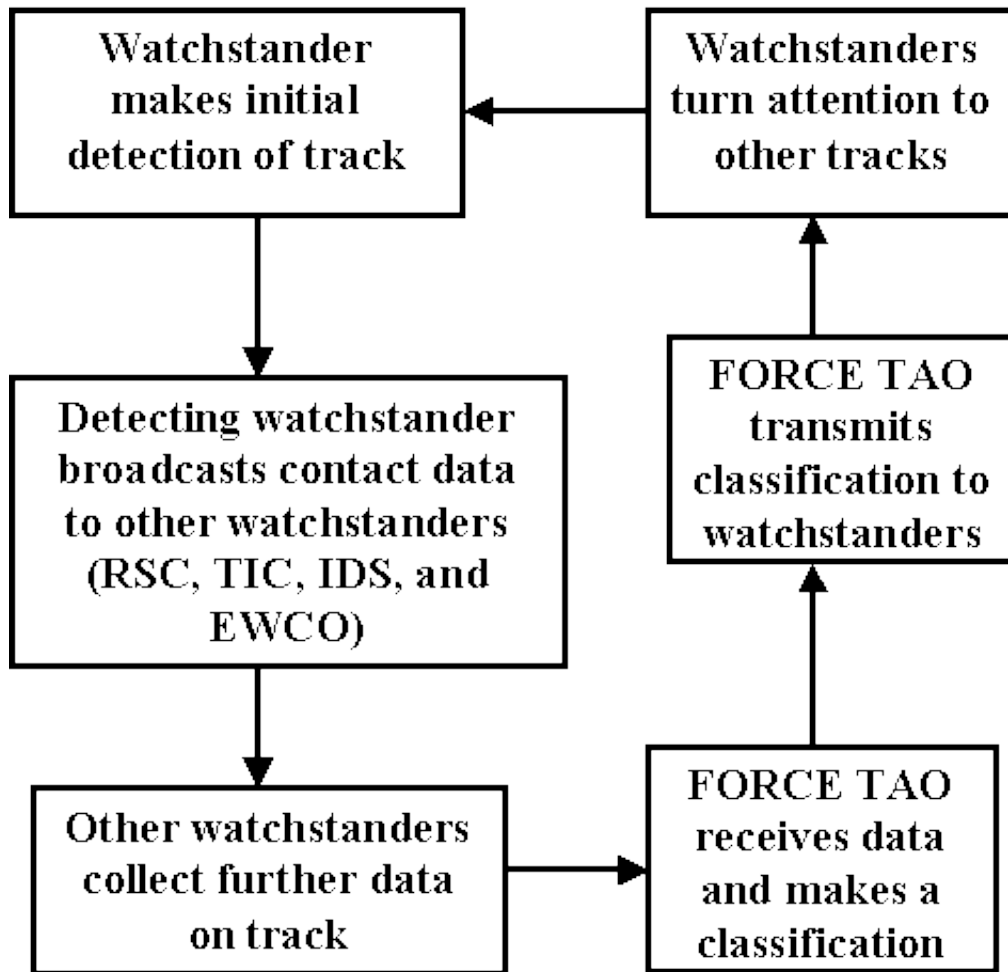 Watchstander
makes initial
detection of track
Detecting watchstander
broadcasts contact data
to other watchstanders
(RSC, TIC, IDS, and
EWCO)
Other watchstanders
collect further data
on track
FORCE TAO
receives data
and makes a
classification
FORCE TAO
transmits
classification to
watchstanders
Watchstanders
turn attention to
other tracks